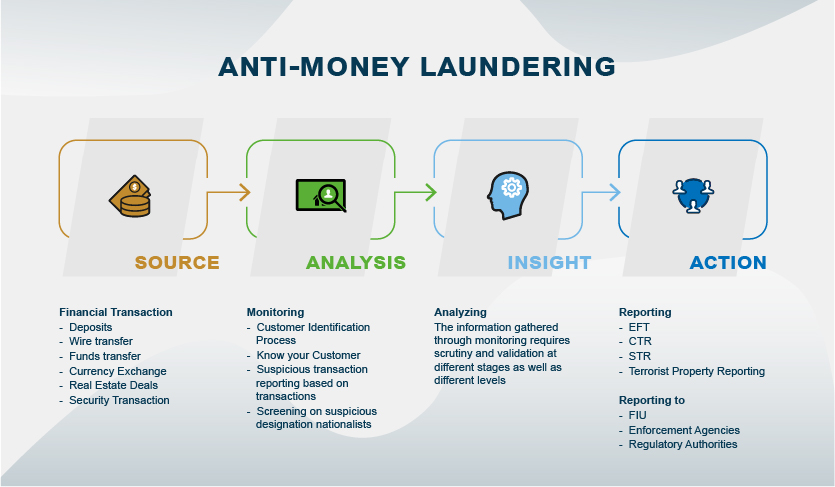 ANTI-MONEY LAUNDERING
SOURCE
ANALYSIS
INSIGHT
ACTION
Financial Transaction
- Deposits
- Wire transfer
- Funds transfer
- Currency Exchange
- Real Estate Deals
- Security Transaction
Monitoring
- Customer Identification
Process
- Know your Customer
- Suspicious transaction
reporting based on
transactions
- Screening on suspicious
designation nationalists
Analyzing
The information gathered
through monitoring requires
scrutiny and validation at
different stages as well as
different levels
Reporting
- EFT
- CTR
- STR
- Terrorist Property Reporting
Reporting to
- FIU
- Enforcement Agencies
- Regulatory Authorities